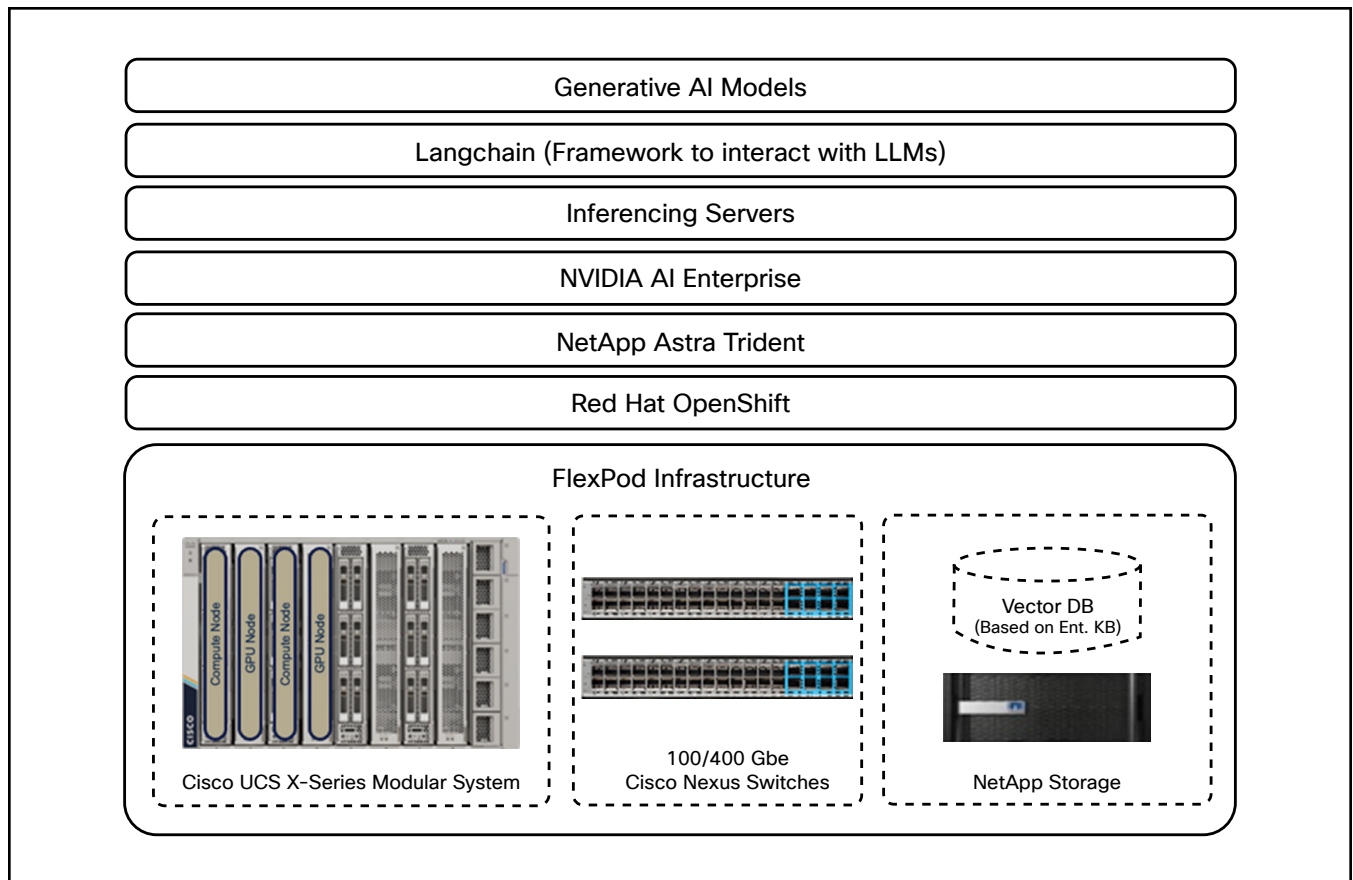 Generative AI Models
Langchain (Framework to interact with LLMs)
Inferencing Servers
NVIDIA AI Enterprise
NetApp Astra Trident
Red Hat OpenShift
FlexPod Infrastructure
Compute Node
GPU Node
Compute Node
GPU Node
CISCO
Cisco UCS X-Series Modular System
100/400 Gbe
Cisco Nexus Switches
Vector DB
(Based on Ent. KB)
NetApp Storage